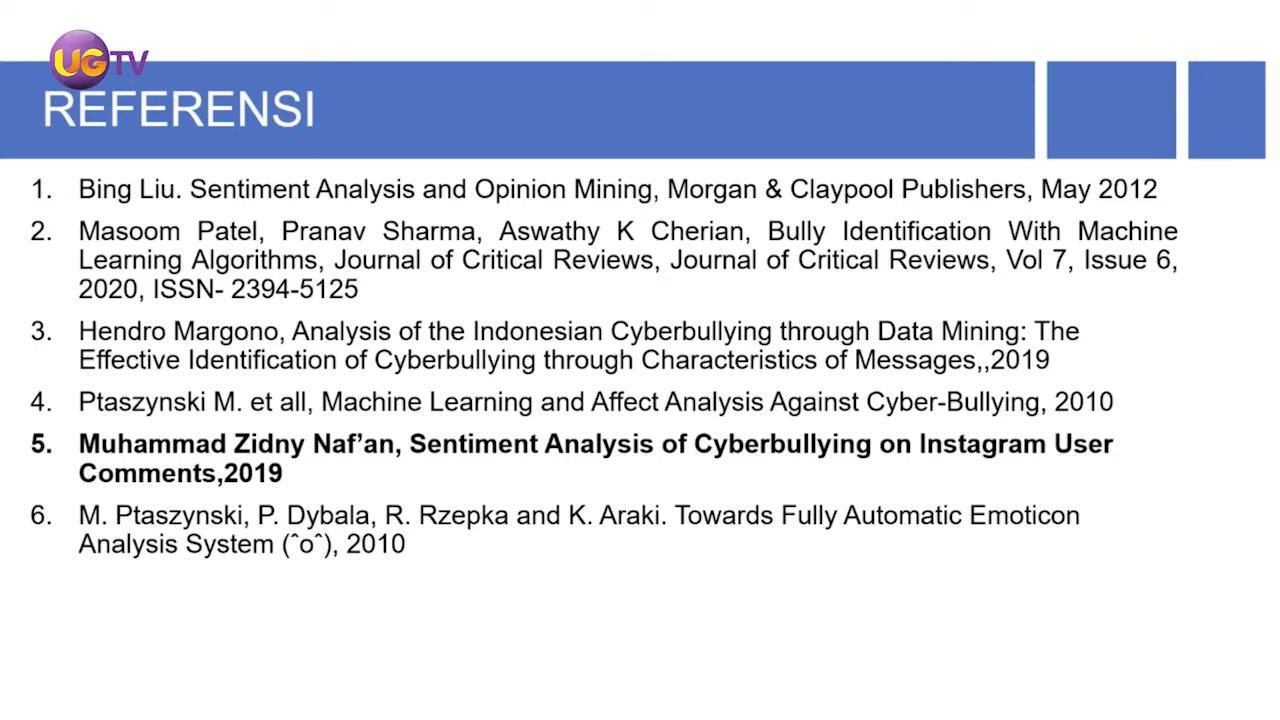 UGTV
REFERENSI
1. Bing Liu. Sentiment Analysis and Opinion Mining, Morgan & Claypool Publishers, May 2012
2. Masoom Patel, Pranav Sharma, Aswathy K Cherian, Bully Identification With Machine
Learning Algorithms, Journal of Critical Reviews, Journal of Critical Reviews, Vol 7, Issue 6,
2020, ISSN- 2394-5125
3. Hendro Margono, Analysis of the Indonesian Cyberbullying through Data Mining: The
Effective Identification of Cyberbullying through Characteristics of Messages,,2019
4. Ptaszynski M. et all, Machine Learning and Affect Analysis Against Cyber-Bullying, 2010
5. Muhammad Zidny Naf’an, Sentiment Analysis of Cyberbullying on Instagram User
Comments,2019
6. M. Ptaszynski, P. Dybala, R. Rzepka and K. Araki. Towards Fully Automatic Emoticon
Analysis System (ˆoˆ), 2010